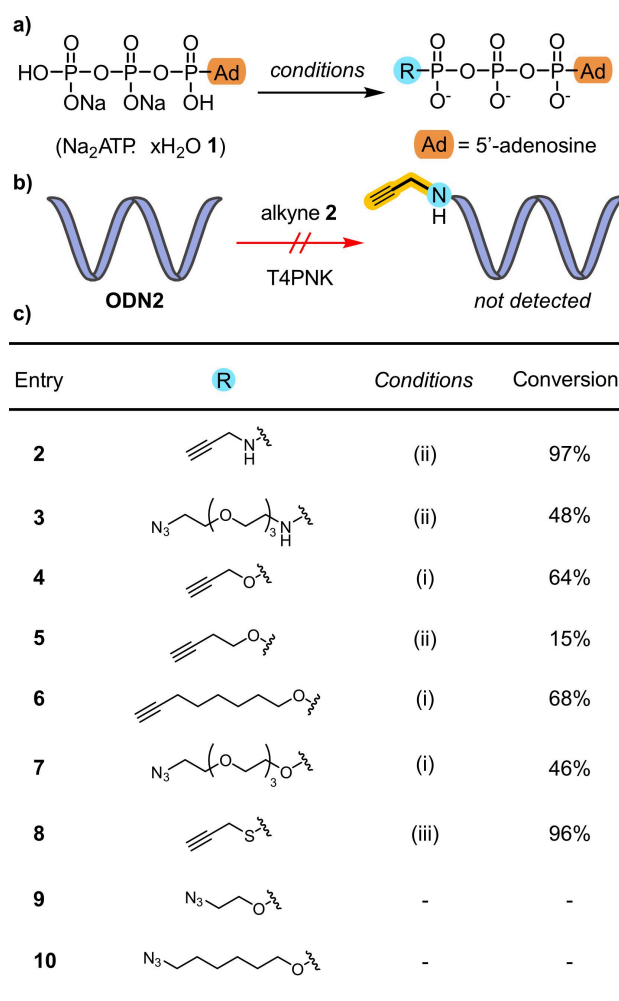 a)
O O O
HO P O P O P Ad
ONa ONa OH
conditions
O O O
R P O P O P Ad
O- O- O-
(Na2ATP. xH2O 1)
Ad = 5'-adenosine
b)
alkyne 2
T4PNK
N
H
ODN2
not detected
c)
Entry R Conditions Conversion
2 N H (ii) 97%
3 N3 ( O )3 N H (ii) 48%
4 O (i) 64%
5 O (ii) 15%
6 O (i) 68%
7 N3 ( O )3 O (i) 46%
8 S (iii) 96%
9 N3 O - -
10 N3 O - -